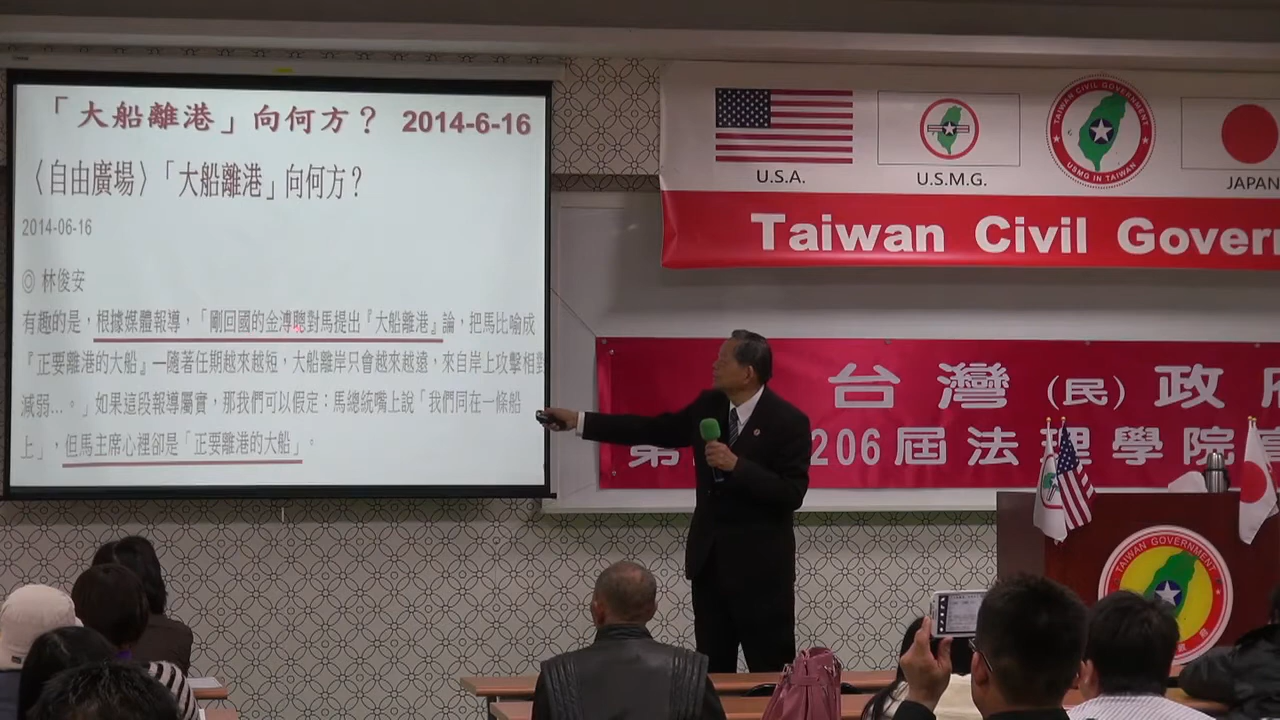 「大船離港」向何方？ 2014-6-16
〈自由廣場〉「大船離港」向何方？
2014-06-16
◎ 林俊安
有趣的是，根據媒體報導，「剛回國的金溥聰對馬提出『大船離港』論，把馬比喻成
『正要離港的大船』—隨著任期越來越短，大船離岸只會越來越遠，來自岸上攻擊相對
減弱…。」如果這段報導屬實，那我們可以假定：馬總統嘴上說「我們同在一條船
上」，但馬主席心裡卻是「正要離港的大船」。
U.S.A.
U.S.M.G.
TAIWAN CIVIL GOVERNMENT
USMG IN TAIWAN
JAPAN
Taiwan Civil Govern
台灣（民）政府
第
206屆法理學院
TAIWAN GOVERNMENT